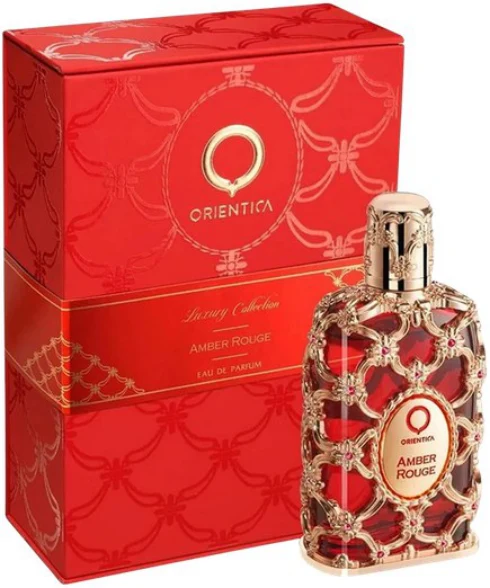 ORIENTICA
Luxury Collection
AMBER ROUGE
EAU DE PARFUM
ORIENTICA
AMBER
ROUGE